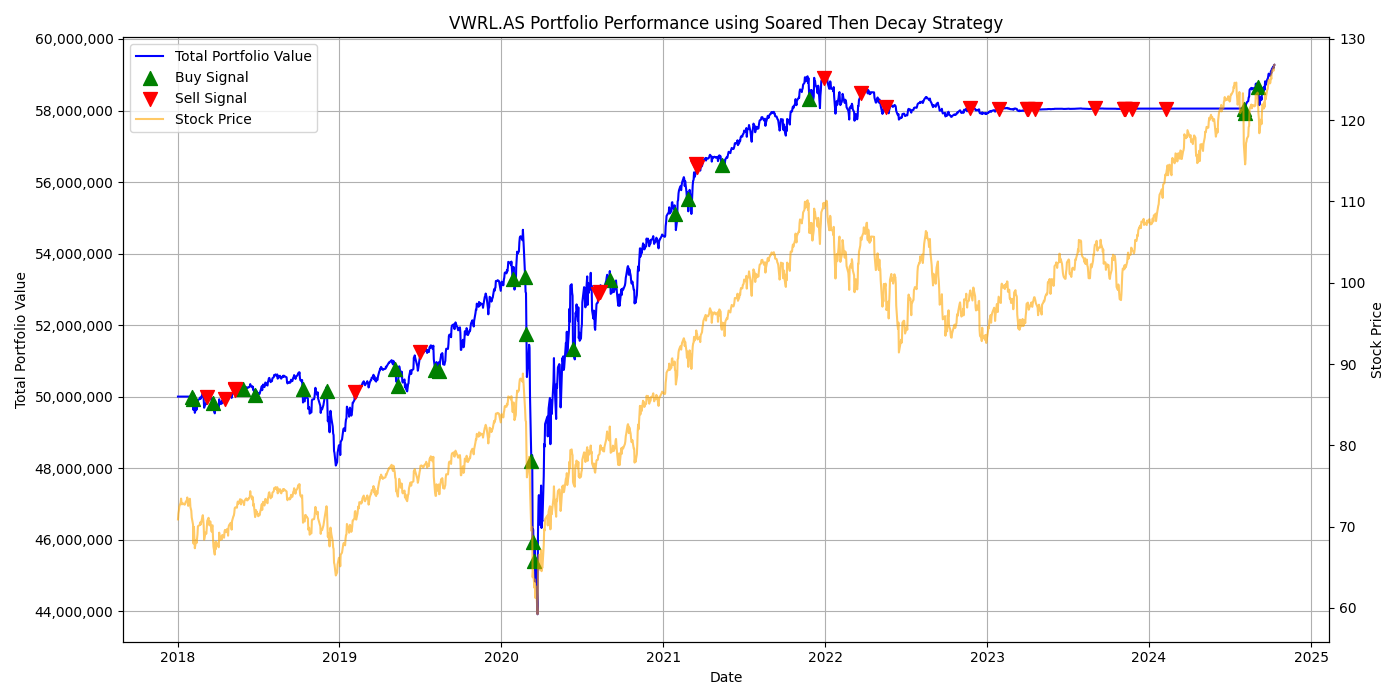 VWRL.AS Portfolio Performance using Soared Then Decay Strategy
Total Portfolio Value
Buy Signal
Sell Signal
Stock Price
60,000,000
58,000,000
56,000,000
54,000,000
52,000,000
50,000,000
48,000,000
46,000,000
44,000,000
Total Portfolio Value
130
120
110
100
90
80
70
60
Stock Price
2018 2019 2020 2021 2022 2023 2024 2025
Date